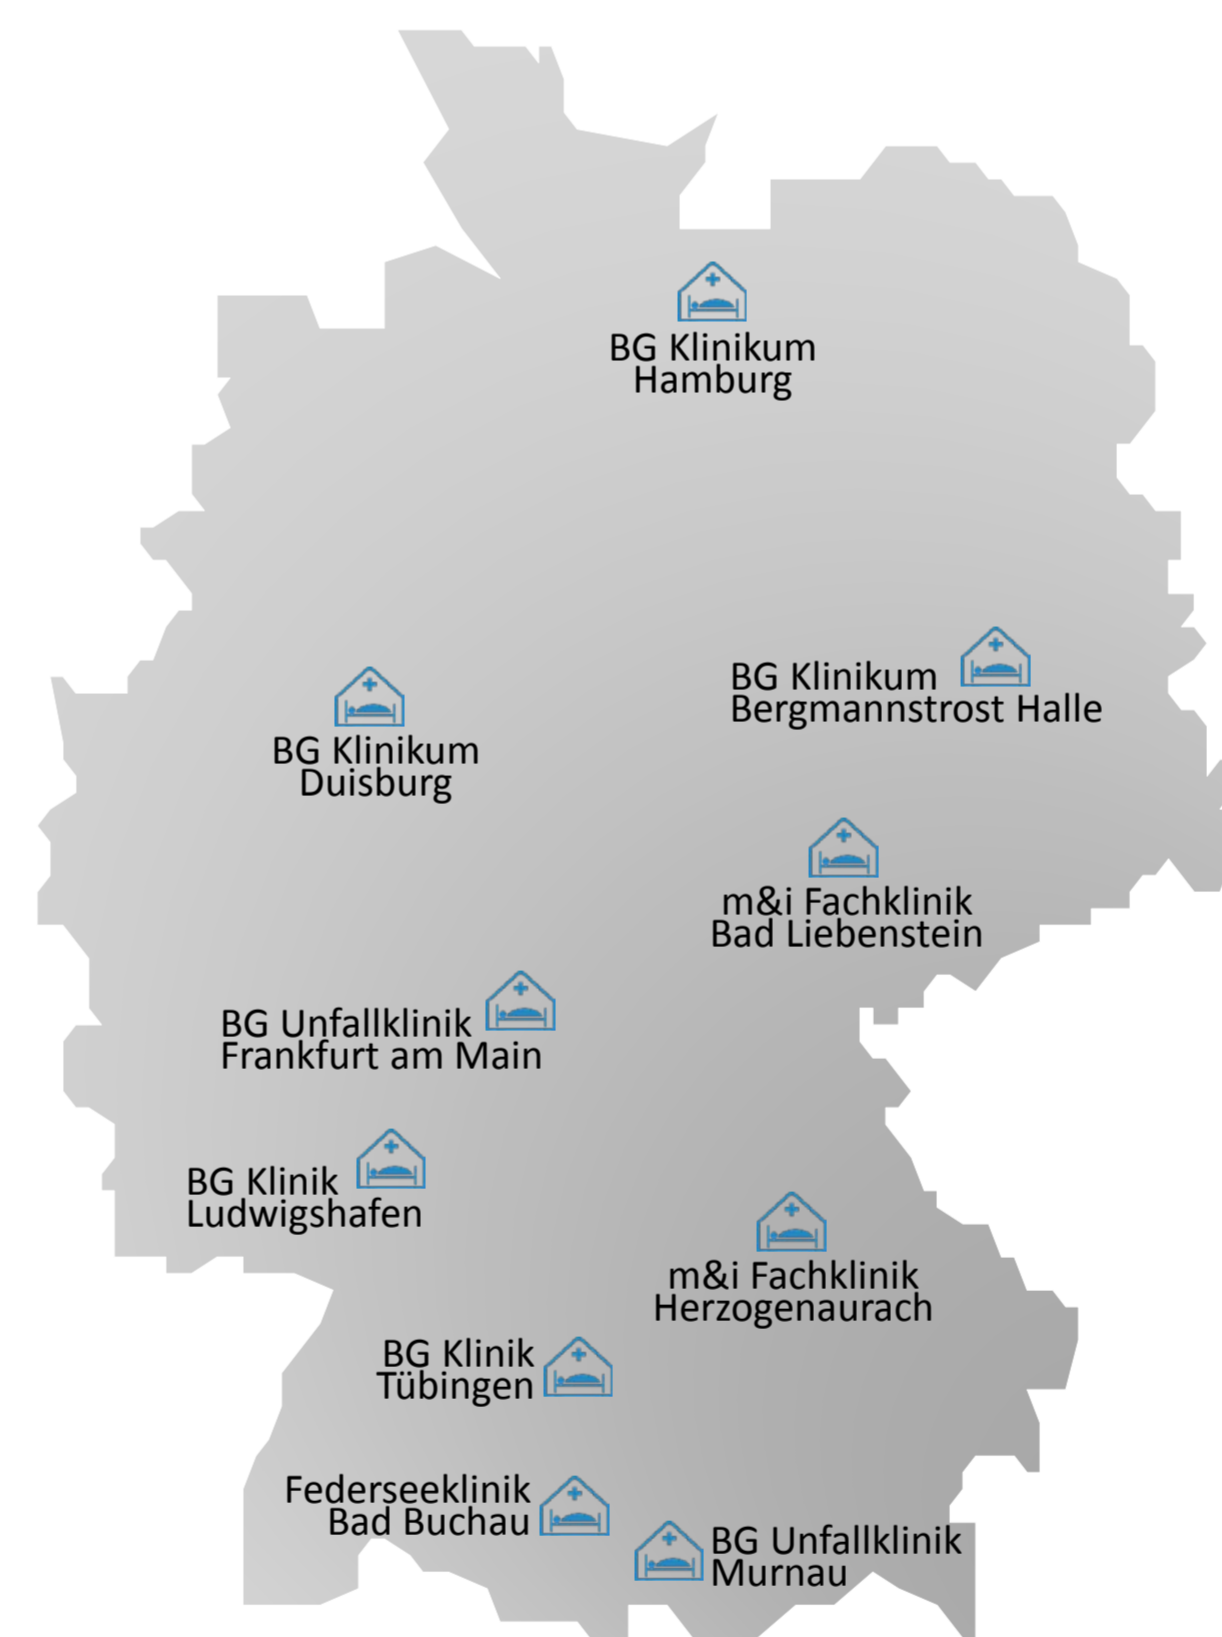 BG Klinikum
Hamburg
BG Klinikum
Bergmannstrost Halle
BG Klinikum
Duisburg
m&i Fachklinik
Bad Liebenstein
BG Unfallklinik
Frankfurt am Main
BG Klinik
Ludwigshafen
m&i Fachklinik
Herzogenaurach
BG Klinik
Tübingen
Federseeklinik
Bad Buchau
BG Unfallklinik
Murnau